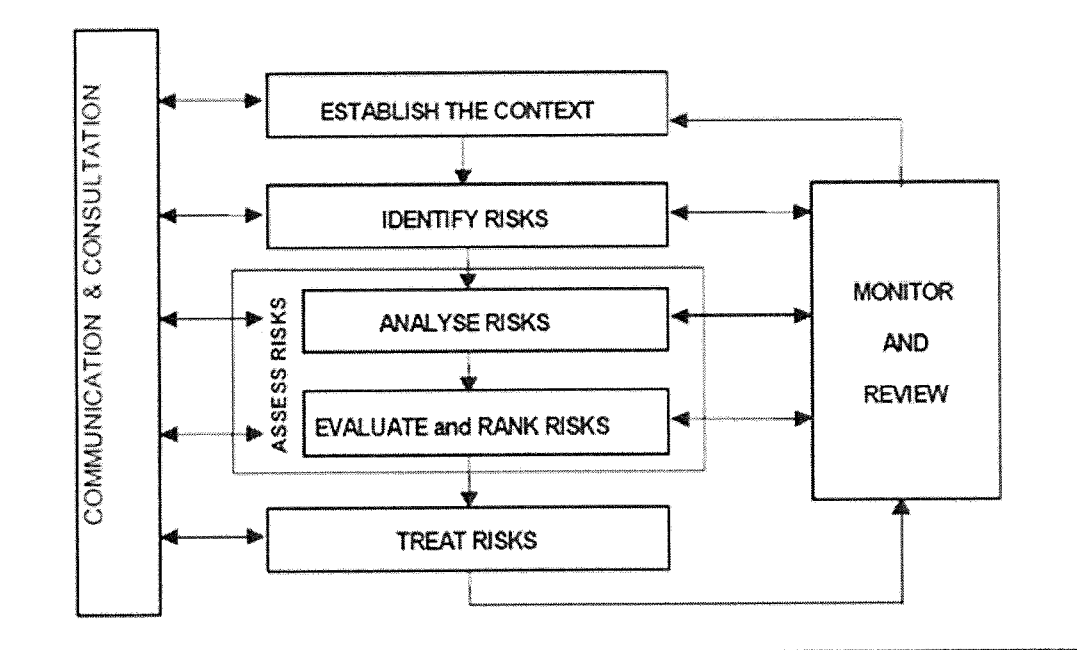 COMMUNICATION & CONSULTATION
ESTABLISH THE CONTEXT
IDENTIFY RISKS
ASSESS RISKS
ANALYSE RISKS
EVALUATE and RANK RISKS
TREAT RISKS
MONITOR
AND
REVIEW